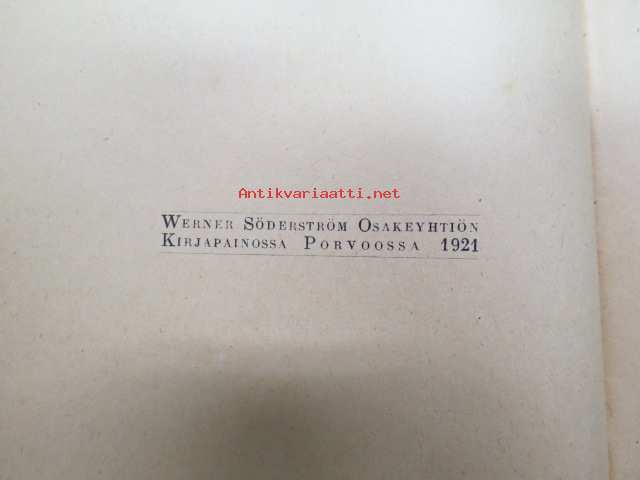 Antikvariaatti.net
WERNER SÖDERSTRÖM OSAKEYHTIÖN
KIRJAPAINOSSA PORVOOSSA 1921